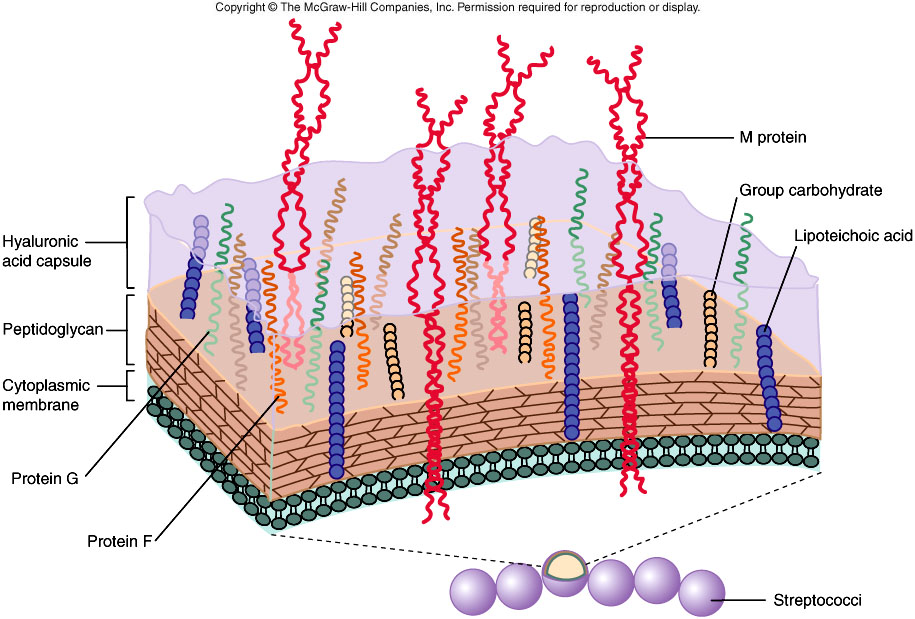 Copyright © The McGraw-Hill Companies, Inc. Permission required for reproduction or display.
M protein
Group carbohydrate
Lipoteichoic acid
Hyaluronic
acid capsule
Peptidoglycan
Cytoplasmic
membrane
Protein G
Protein F
Streptococci